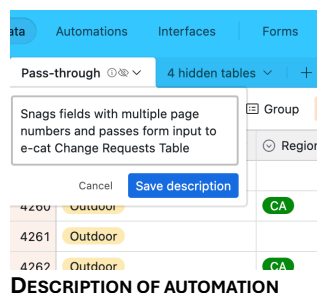 ata Automations Interfaces Forms
Pass-through 4 hidden tables +
Snags fields with multiple page
numbers and passes form input to
e-cat Change Requests Table
Group
Region
Cancel Save description
4260 Outdoor CA
4261 Outdoor
4262 Outdoor CA
DESCRIPTION OF AUTOMATION